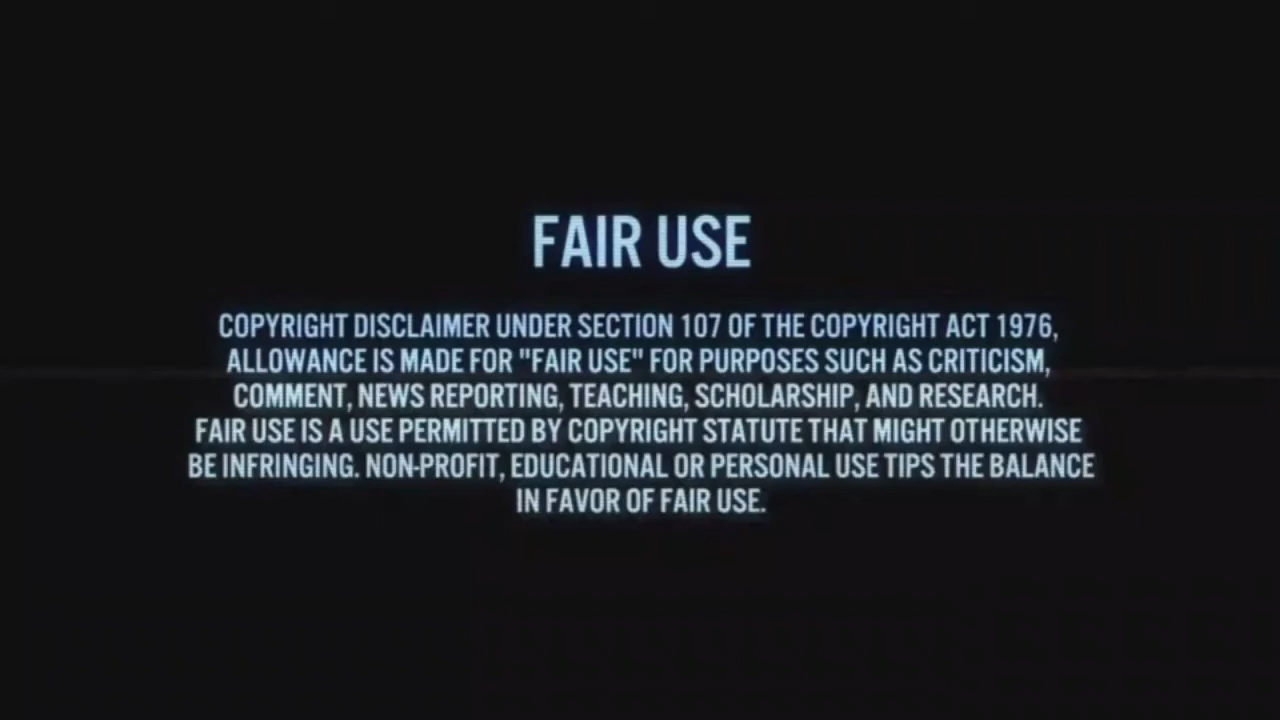 FAIR USE
COPYRIGHT DISCLAIMER UNDER SECTION 107 OF THE COPYRIGHT ACT 1976,
ALLOWANCE IS MADE FOR "FAIR USE" FOR PURPOSES SUCH AS CRITICISM,
COMMENT, NEWS REPORTING, TEACHING, SCHOLARSHIP, AND RESEARCH.
FAIR USE IS A USE PERMITTED BY COPYRIGHT STATUTE THAT MIGHT OTHERWISE
BE INFRINGING. NON-PROFIT, EDUCATIONAL OR PERSONAL USE TIPS THE BALANCE
IN FAVOR OF FAIR USE.